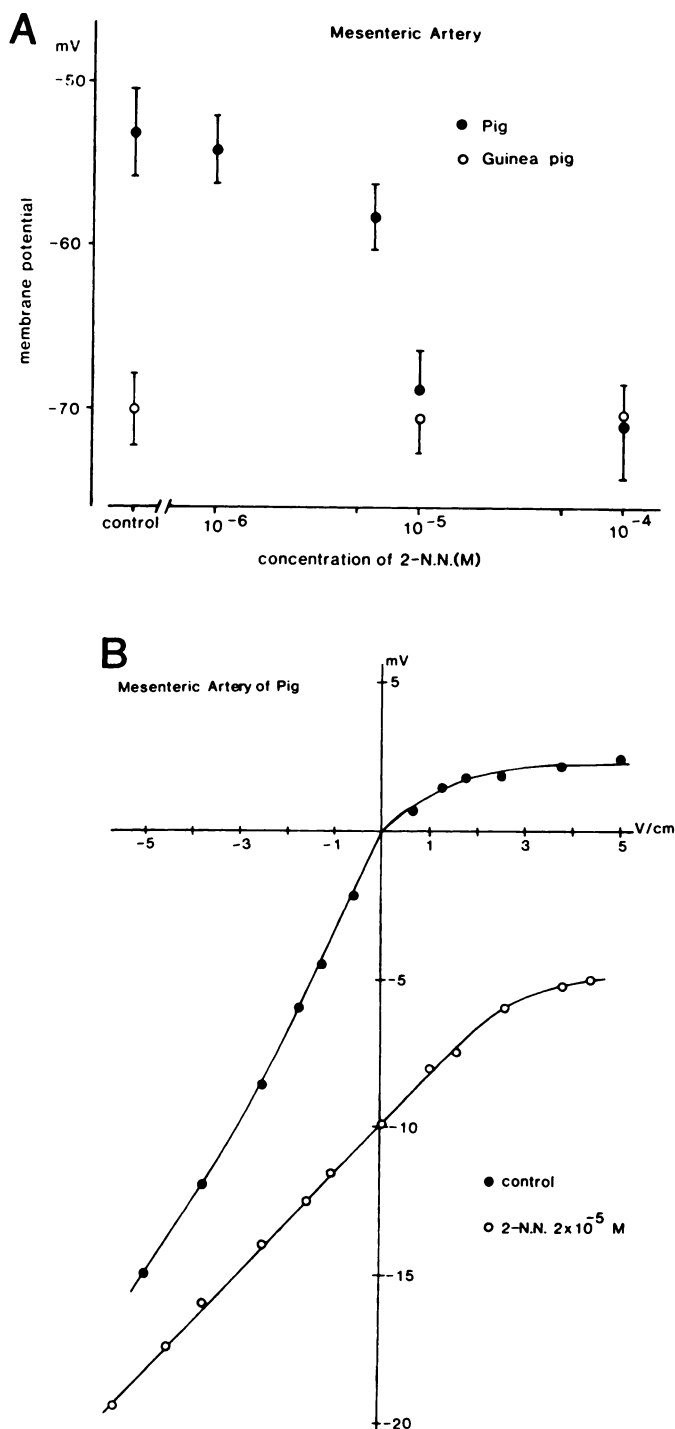 A
Mesenteric Artery
mV
-50
-60
-70
membrane potential
Pig
Guinea pig
control
10-6
10-5
10-4
concentration of 2-N.N.(M)
B
Mesenteric Artery of Pig
mV
5
-5 -3 -1 1 3 5 V/cm
-5
-10
-15
-20
control
2-N.N. 2x10-5 M